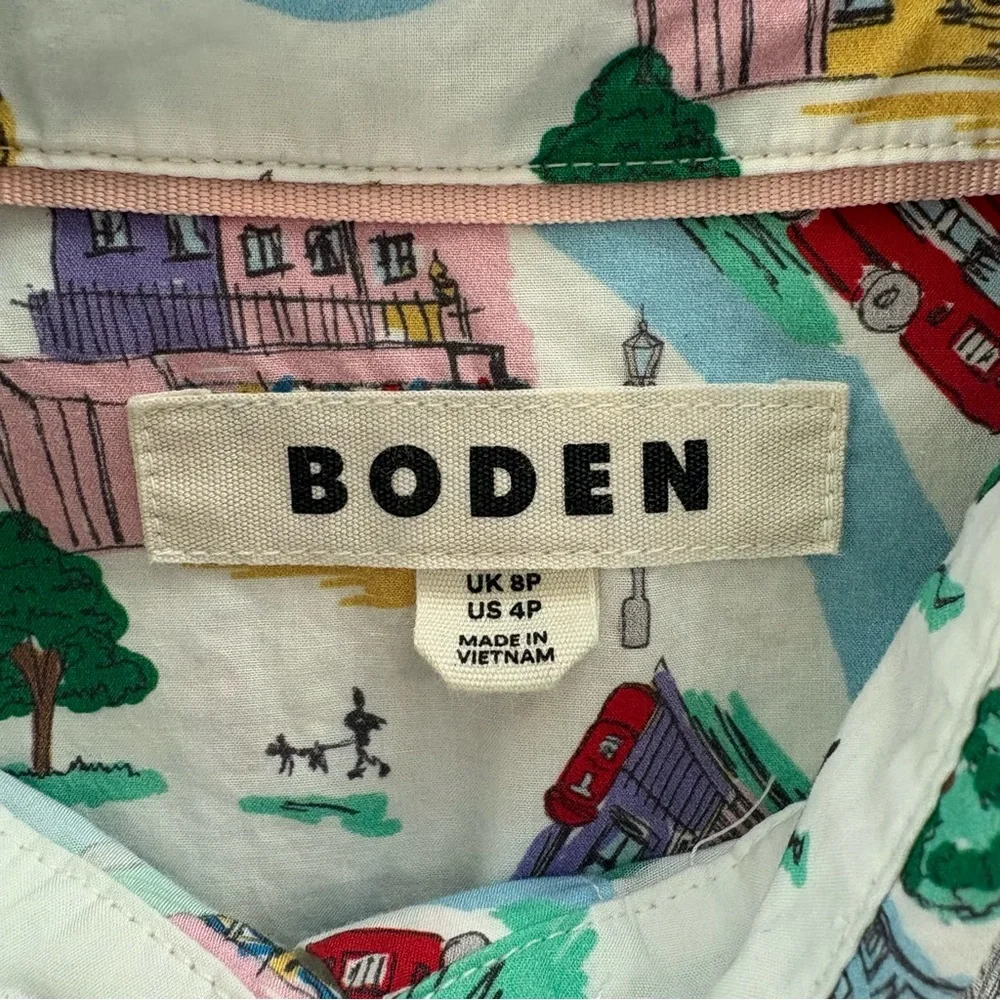 BODEN
UK 8P
US 4P
MADE IN
VIETNAM